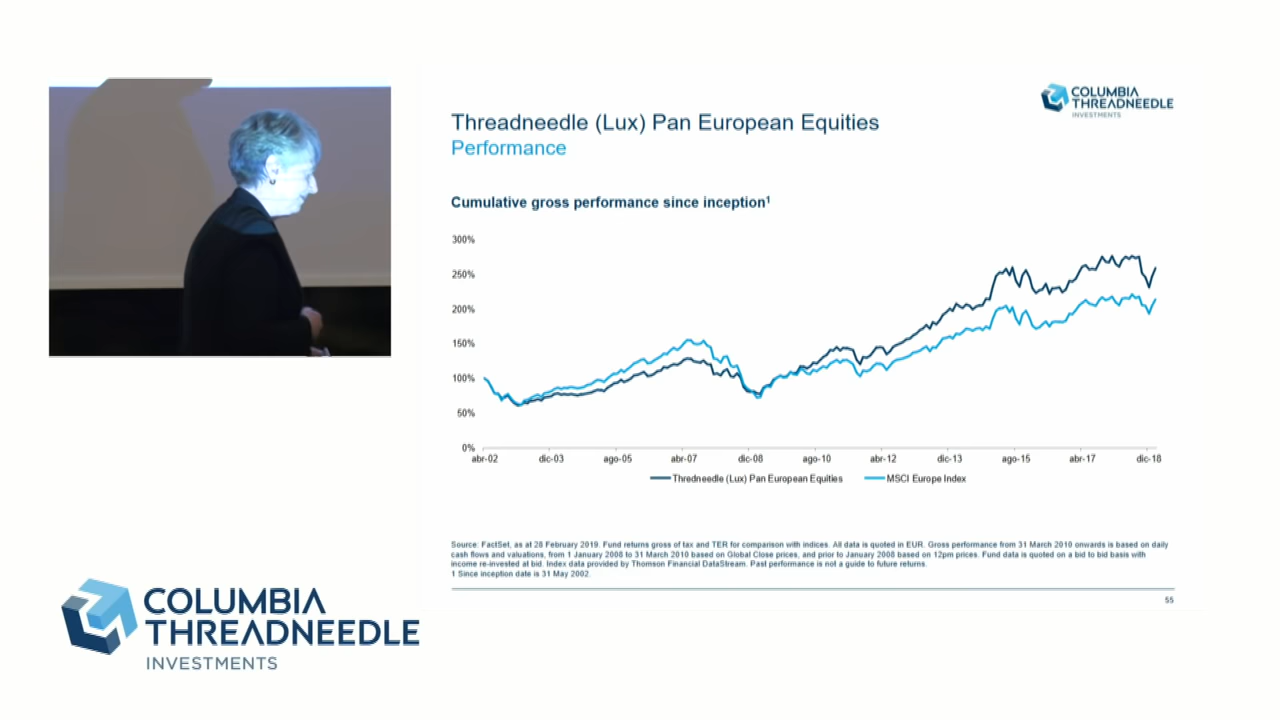 COLUMBIA
THREADNEEDLE
INVESTMENTS
Threadneedle (Lux) Pan European Equities
Performance
Cumulative gross performance since inception1
300%
250%
200%
150%
100%
50%
0%
abr-02 dic-03 ago-05 abr-07 dic-08 ago-10 abr-12 dic-13 ago-15 abr-17 dic-18
Thredneedle (Lux) Pan European Equities MSCI Europe Index
Source: FactSet, as at 28 February 2019. Fund returns gross of tax and TER for comparison with indices. All data is quoted in EUR. Gross performance from 31 March 2010 onwards is based on daily
cash flows and valuations, from 1 January 2008 to 31 March 2010 based on Global Close prices, and prior to January 2008 based on 12pm prices. Fund data is quoted on a bid to bid basis with
income re-invested at bid. Index data provided by Thomson Financial DataStream. Past performance is not a guide to future returns.
1 Since inception date is 31 May 2002.
55
COLUMBIA
THREADNEEDLE
INVESTMENTS